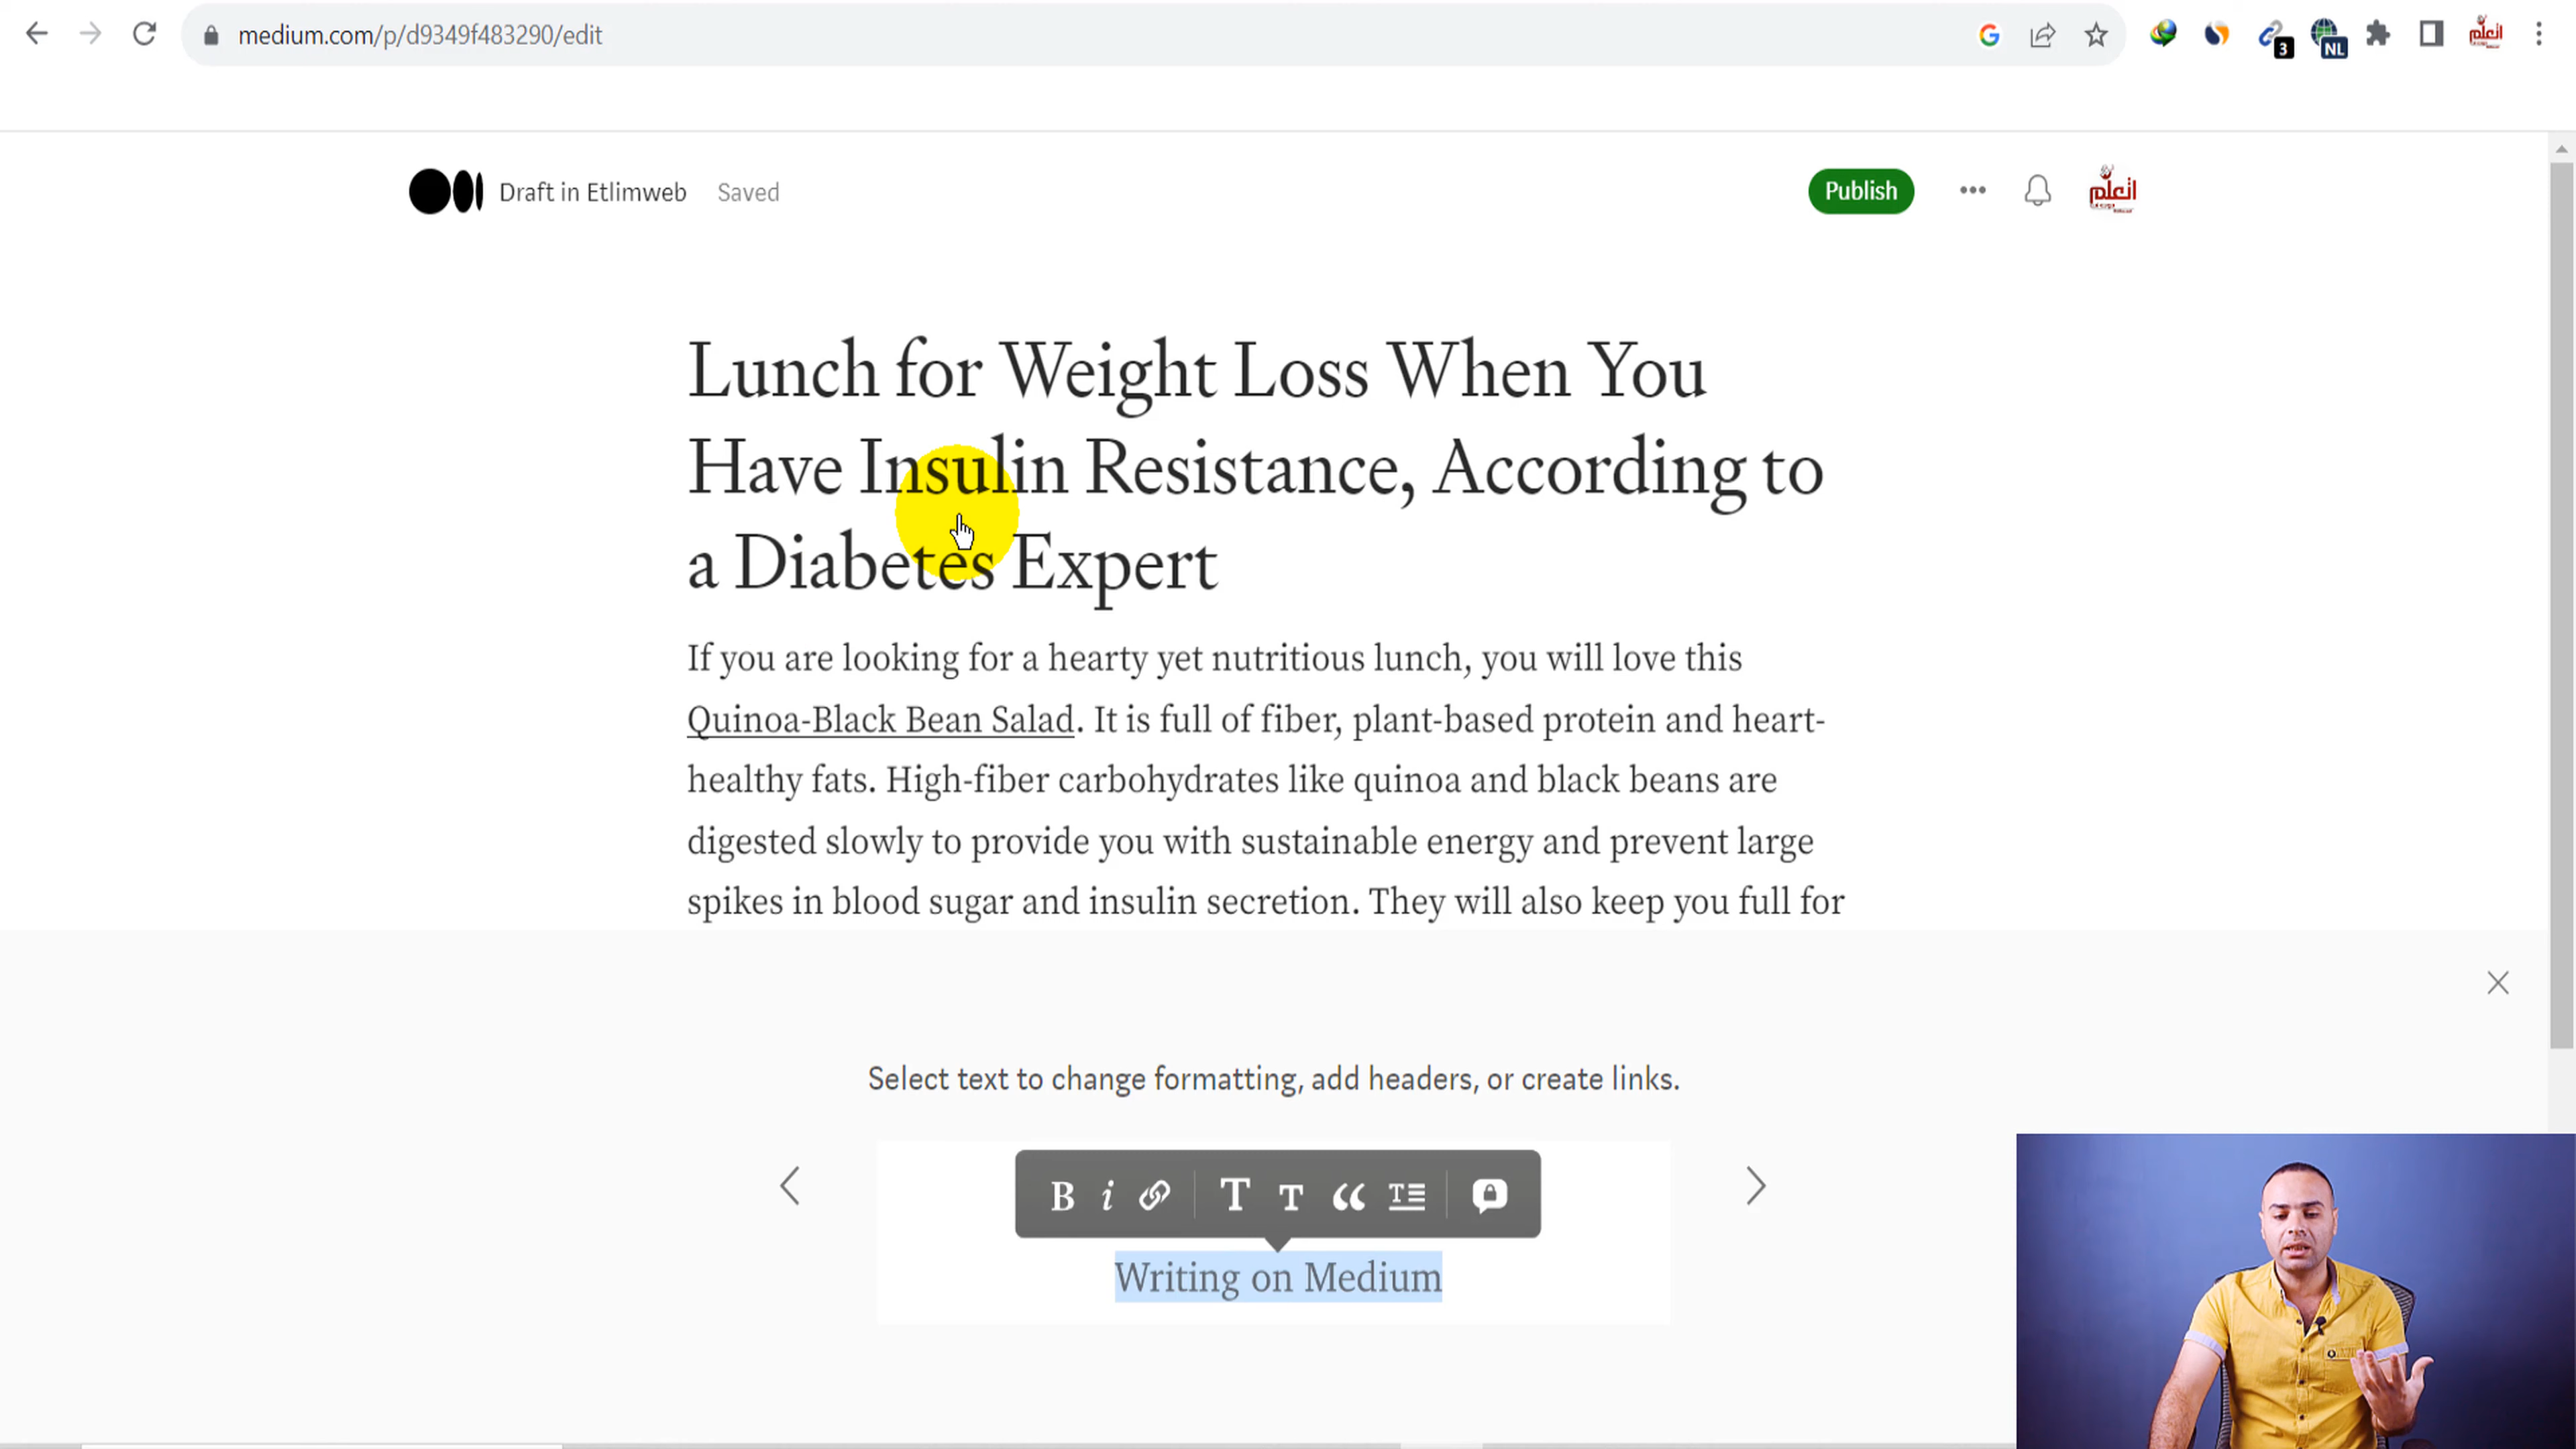 medium.com/p/d9349f483290/edit
3
NL
اتعلم
Draft in Etlimweb Saved
Publish
اتعلم
Lunch for Weight Loss When You
Have Insulin Resistance, According to
a Diabetes Expert
If you are looking for a hearty yet nutritious lunch, you will love this
Quinoa-Black Bean Salad. It is full of fiber, plant-based protein and heart-
healthy fats. High-fiber carbohydrates like quinoa and black beans are
digested slowly to provide you with sustainable energy and prevent large
spikes in blood sugar and insulin secretion. They will also keep you full for
Select text to change formatting, add headers, or create links.
B i T T
Writing on Medium